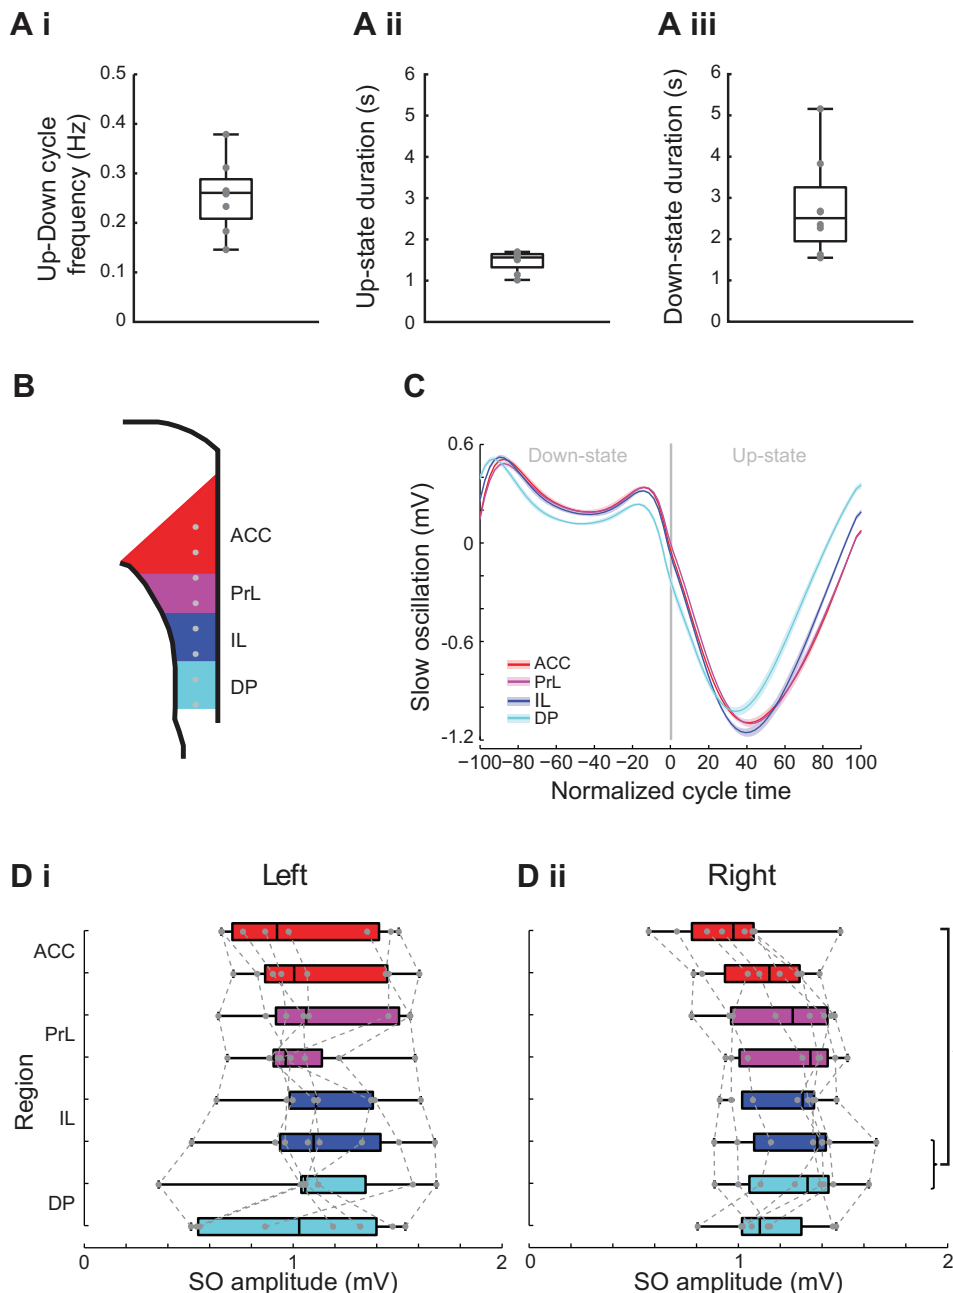 A i
A ii
A iii
Up-Down cycle
frequency (Hz)
0.5
0.4
0.3
0.2
0.1
0
Up-state duration (s)
6
5
4
3
2
1
0
Down-state duration (s)
6
5
4
3
2
1
0
B
ACC
PrL
IL
DP
C
Slow oscillation (mV)
0.6
0
-0.6
-1.2
Down-state
Up-state
ACC
PrL
IL
DP
−100 −80 −60 −40 −20 0 20 40 60 80 100
Normalized cycle time
D i
Left
D ii
Right
Region
ACC
PrL
IL
DP
0 1 2
SO amplitude (mV)
0 1 2
SO amplitude (mV)